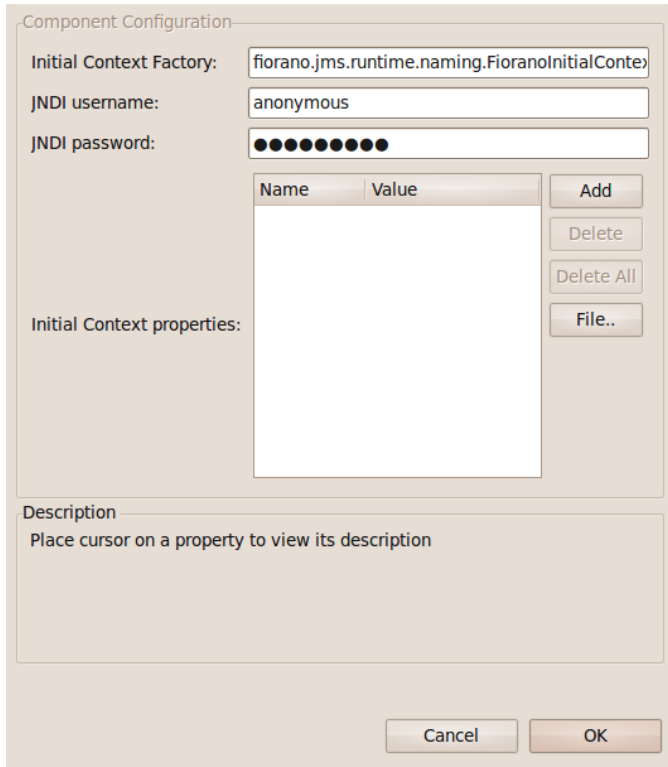 Component Configuration
Initial Context Factory: fiorano.jms.runtime.naming.FioranoInitialContex
JNDI username: anonymous
JNDI password: ●●●●●●●●●
Name Value Add
Delete
Delete All
Initial Context properties: File..
Description
Place cursor on a property to view its description
Cancel OK